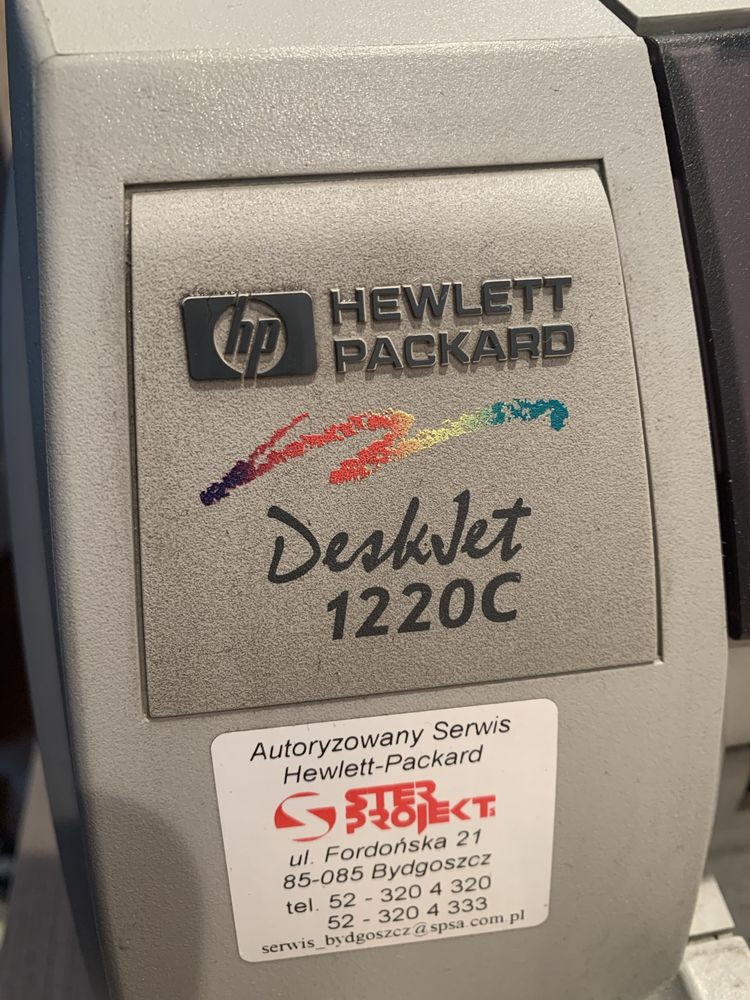 hp
HEWLETT
PACKARD
DeskJet
1220C
Autoryzowany Serwis
Hewlett-Packard
STER
PROJEKT
ul. Fordońska 21
85-085 Bydgoszcz
tel. 52 - 320 4 320
52 - 320 4 333
serwis_bydgoszcz@spsa.com.pl